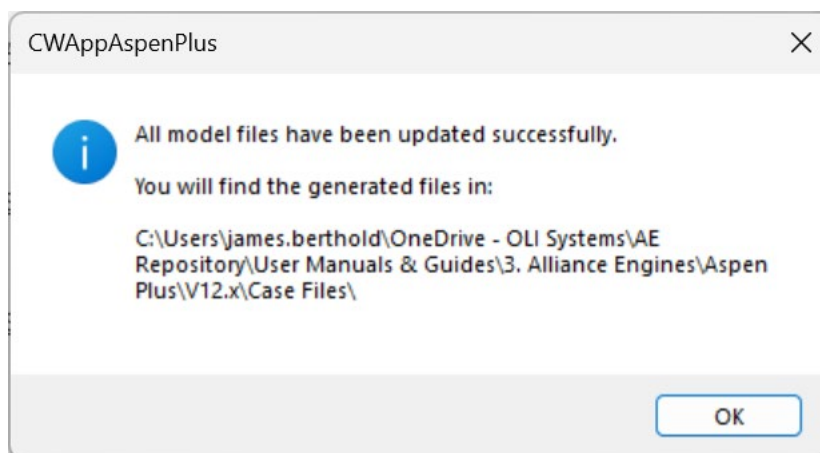 CWAppAspenPlus
All model files have been updated successfully.
You will find the generated files in:
C:\Users\james.berthold\OneDrive - OLI Systems\AE
Repository\User Manuals & Guides\3. Alliance Engines\Aspen
Plus\V12.x\Case Files\
OK